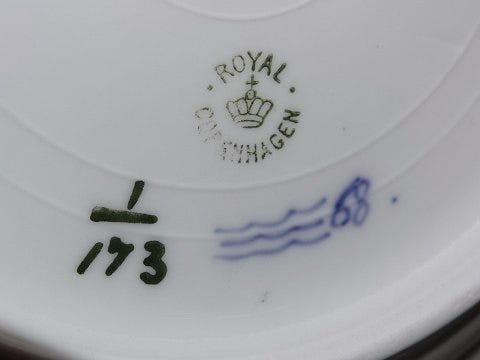 ROYAL
COPENHAGEN
1
173
68.